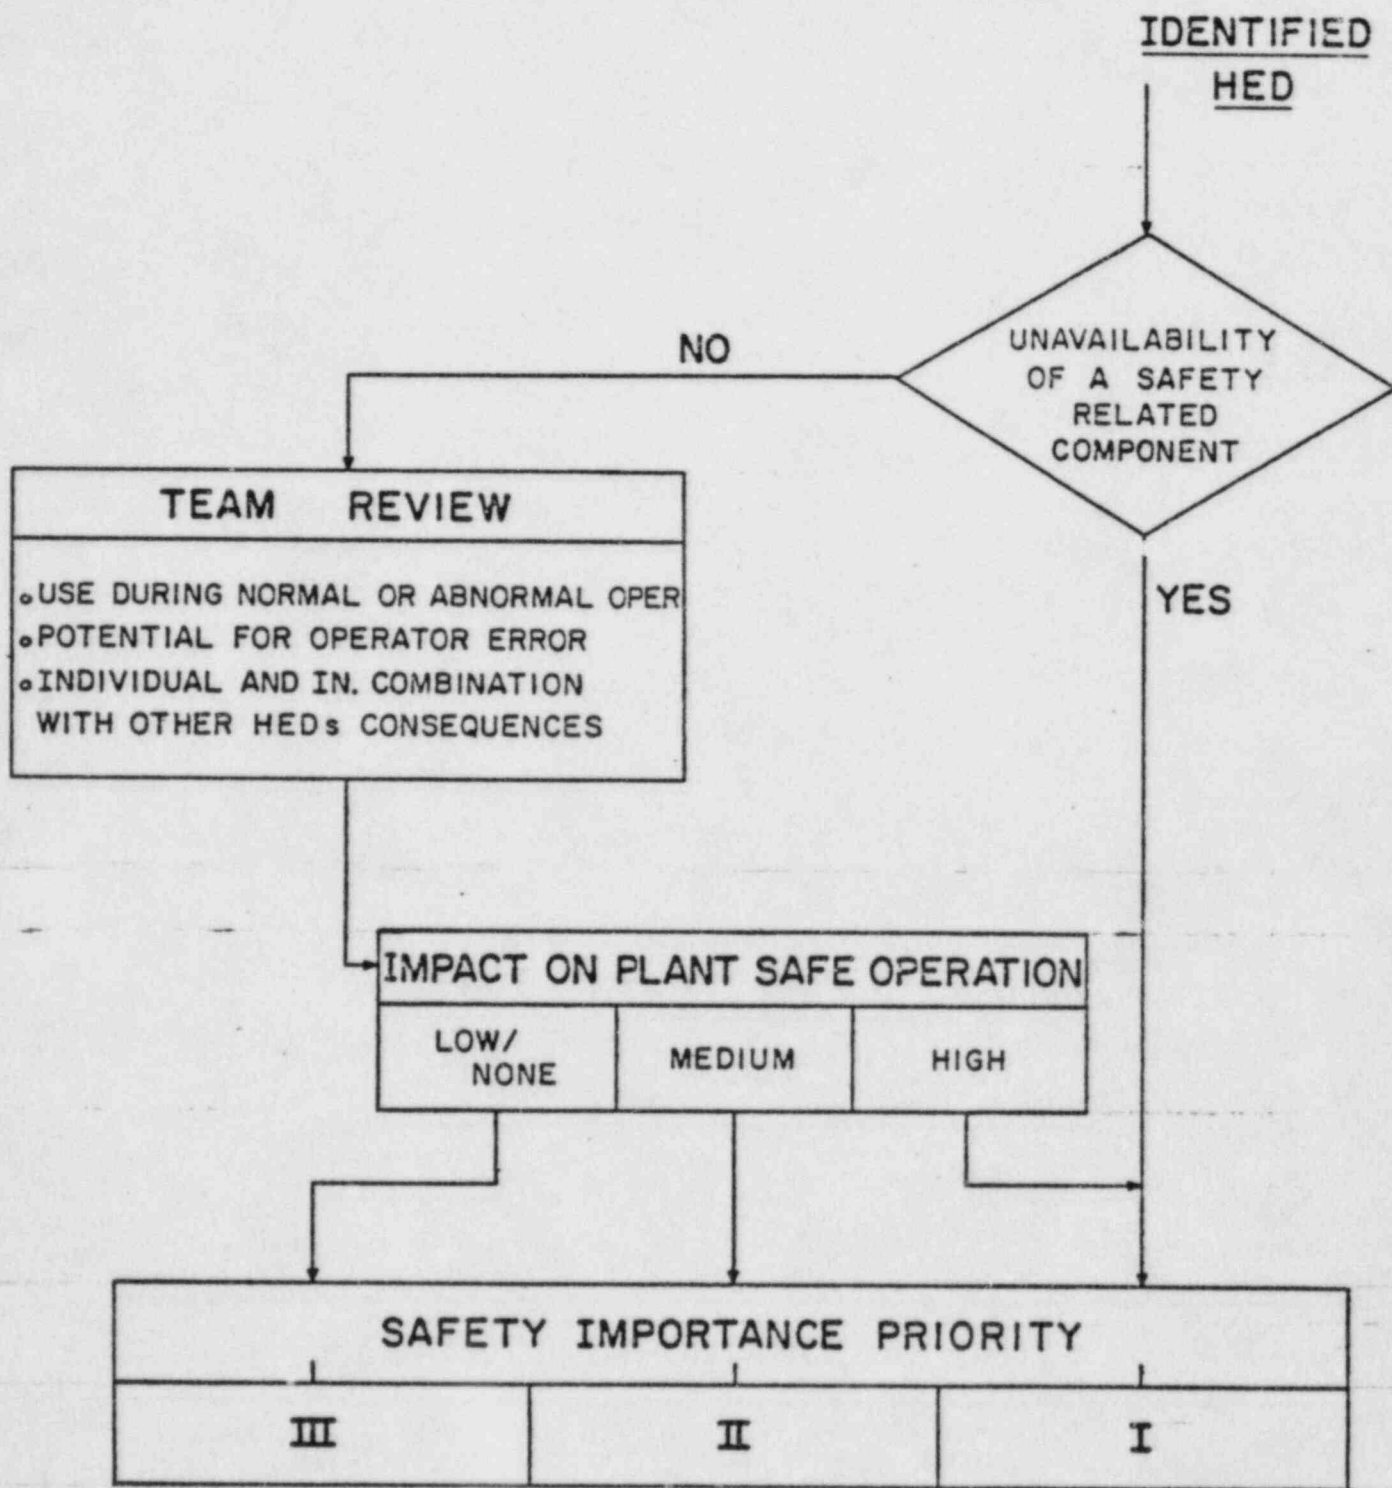 IDENTIFIED
HED
UNAVAILABILITY
OF A SAFETY
RELATED
COMPONENT
NO
YES
TEAM REVIEW
∘USE DURING NORMAL OR ABNORMAL OPER
∘POTENTIAL FOR OPERATOR ERROR
∘INDIVIDUAL AND IN. COMBINATION
WITH OTHER HEDs CONSEQUENCES
IMPACT ON PLANT SAFE OPERATION
LOW/
NONE
MEDIUM
HIGH
SAFETY IMPORTANCE PRIORITY
III
II
I